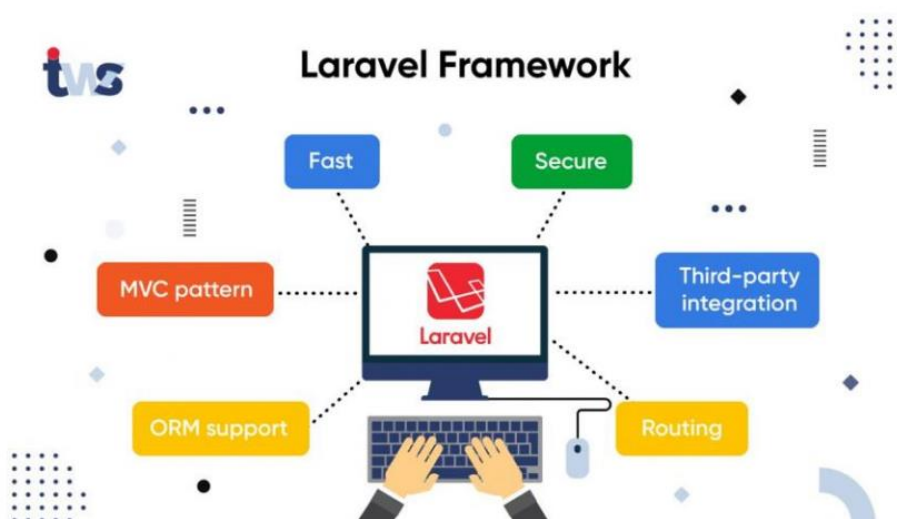 tws
Laravel Framework
Fast
Secure
MVC pattern
Third-party
integration
Laravel
ORM support
Routing